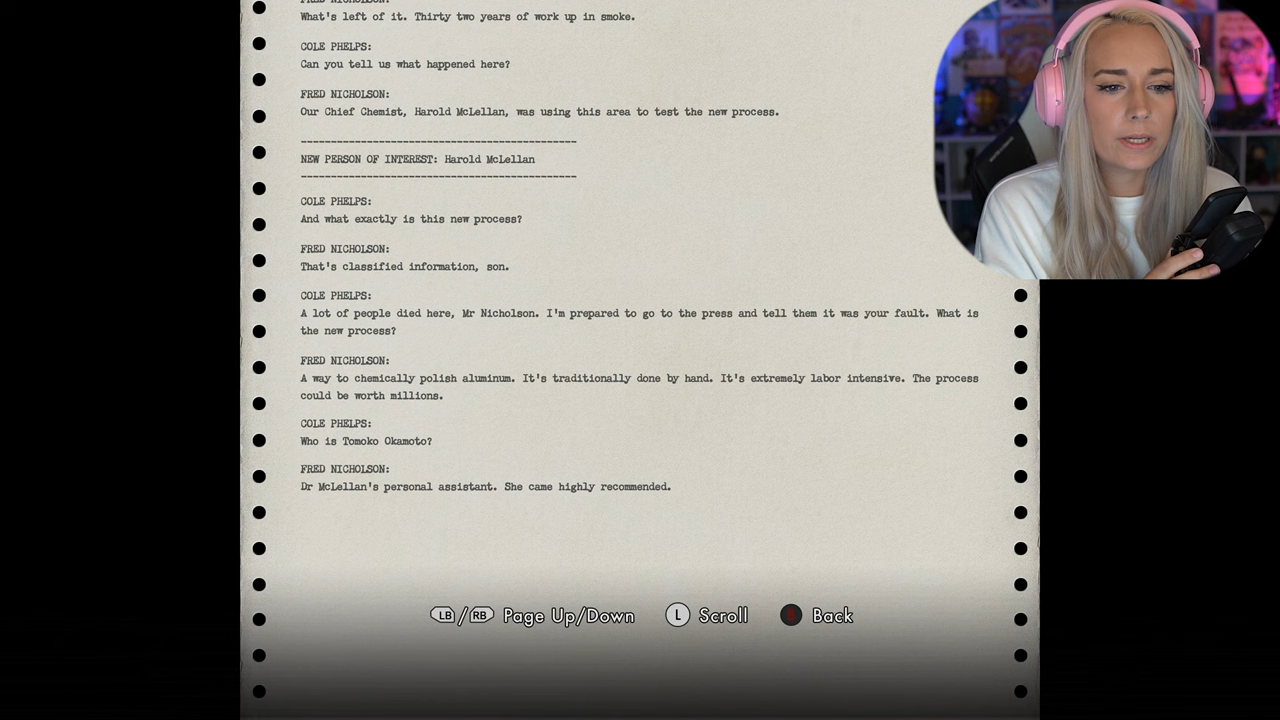 FRED NICHOLSON:
What's left of it. Thirty two years of work up in smoke.
COLE PHELPS:
Can you tell us what happened here?
FRED NICHOLSON:
Our Chief Chemist, Harold McLellan, was using this area to test the new process.
------------------------------------------------
NEW PERSON OF INTEREST: Harold McLellan
------------------------------------------------
COLE PHELPS:
And what exactly is this new process?
FRED NICHOLSON:
That's classified information, son.
COLE PHELPS:
A lot of people died here, Mr Nicholson. I'm prepared to go to the press and tell them it was your fault. What is
the new process?
FRED NICHOLSON:
A way to chemically polish aluminum. It's traditionally done by hand. It's extremely labor intensive. The process
could be worth millions.
COLE PHELPS:
Who is Tomoko Okamoto?
FRED NICHOLSON:
Dr McLellan's personal assistant. She came highly recommended.
LB/RB Page Up/Down L Scroll B Back